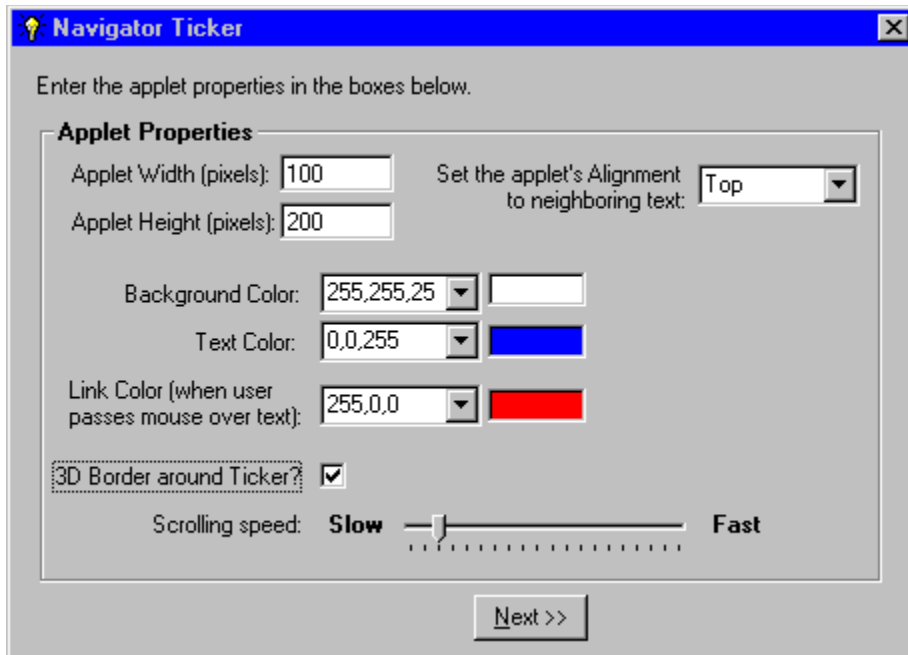 Navigator Ticker
Enter the applet properties in the boxes below.
Applet Properties
Applet Width (pixels): 100
Set the applet's Alignment
to neighboring text: Top
Applet Height (pixels): 200
Background Color: 255,255,25
Text Color: 0,0,255
Link Color (when user
passes mouse over text): 255,0,0
3D Border around Ticker?
Scrolling speed: Slow Fast
Next >>